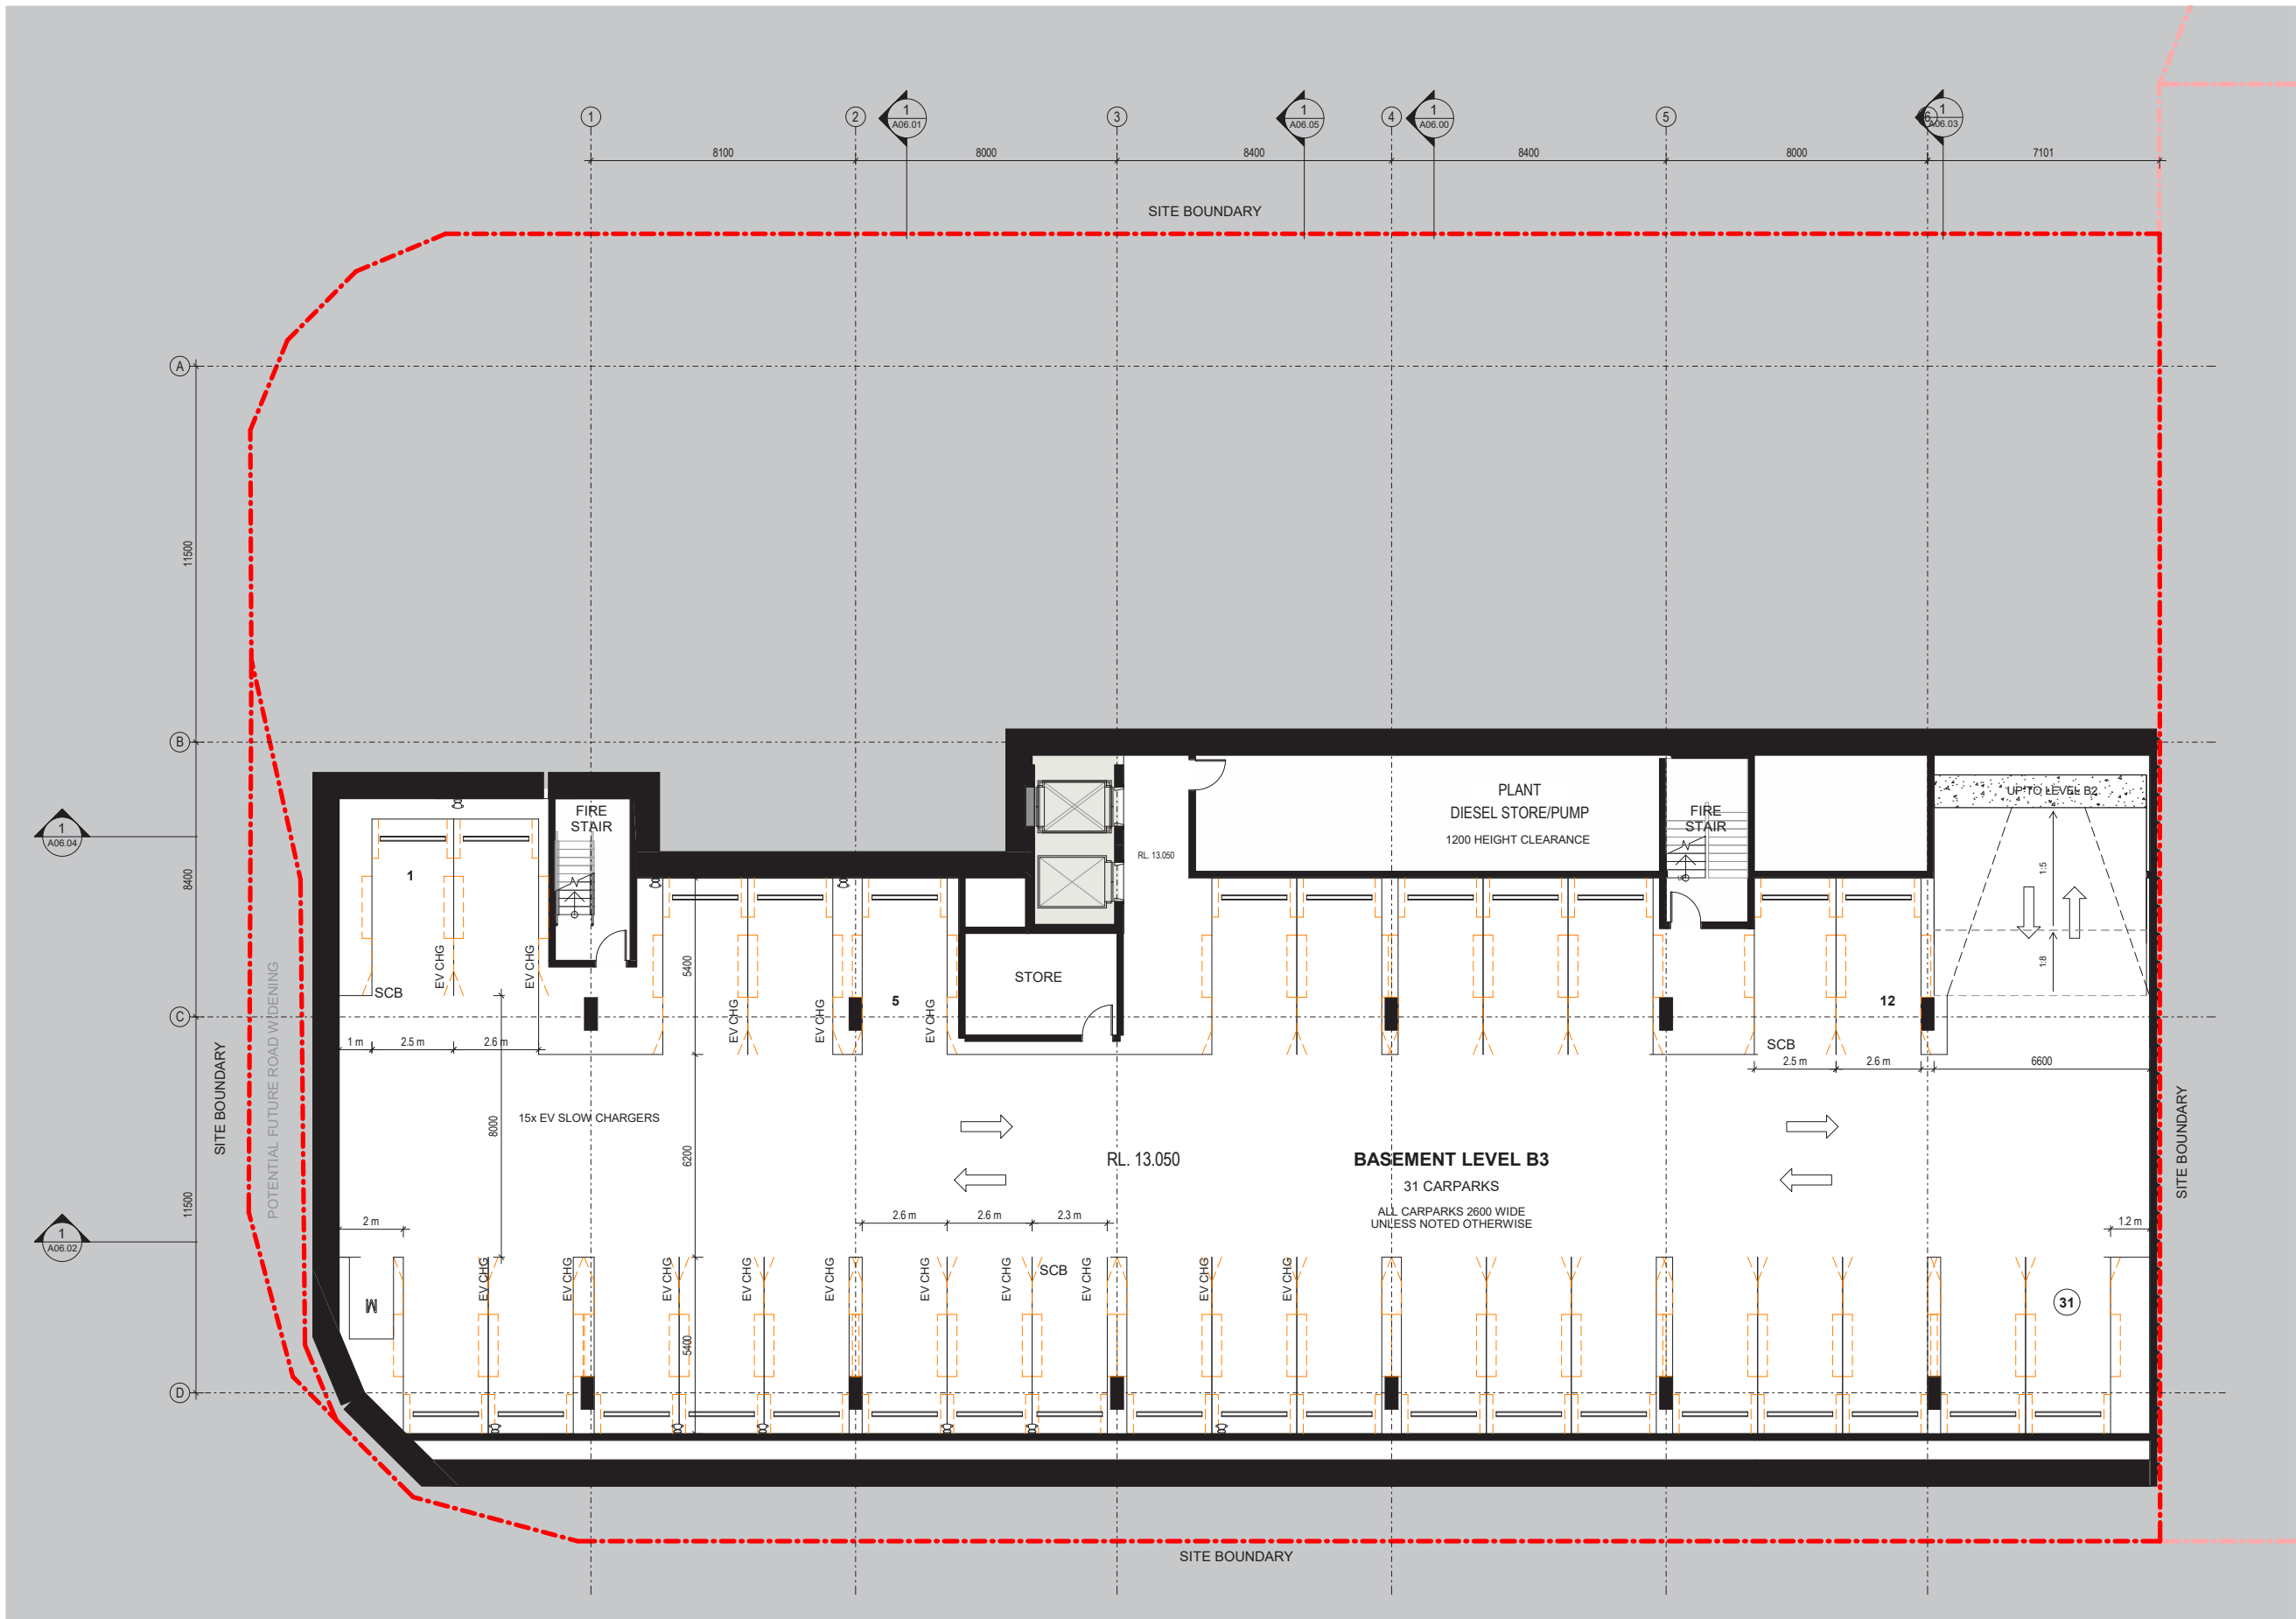 1
2
1
A06.01
3
1
A06.05
4
1
A06.00
5
6
1
A06.03
8100
8000
8400
8400
8000
7101
SITE BOUNDARY
A
11500
B
1
A06.04
8400
C
11500
1
A06.02
D
SITE BOUNDARY
POTENTIAL FUTURE ROAD WIDENING
FIRE
STAIR
1
EV CHG
EV CHG
SCB
1 m
2.5 m
2.6 m
8000
15x EV SLOW CHARGERS
5400
6200
5400
EV CHG
EV CHG
5
EV CHG
STORE
RL. 13.050
PLANT
DIESEL STORE/PUMP
1200 HEIGHT CLEARANCE
FIRE
STAIR
UP TO LEVEL B2
1:5
1:8
12
SCB
2.5 m
2.6 m
6600
RL. 13.050
BASEMENT LEVEL B3
31 CARPARKS
ALL CARPARKS 2600 WIDE
UNLESS NOTED OTHERWISE
2 m
2.6 m
2.6 m
2.3 m
1.2 m
M
EV CHG
EV CHG
EV CHG
EV CHG
EV CHG
EV CHG
EV CHG
SCB
EV CHG
EV CHG
EV CHG
31
SITE BOUNDARY
SITE BOUNDARY